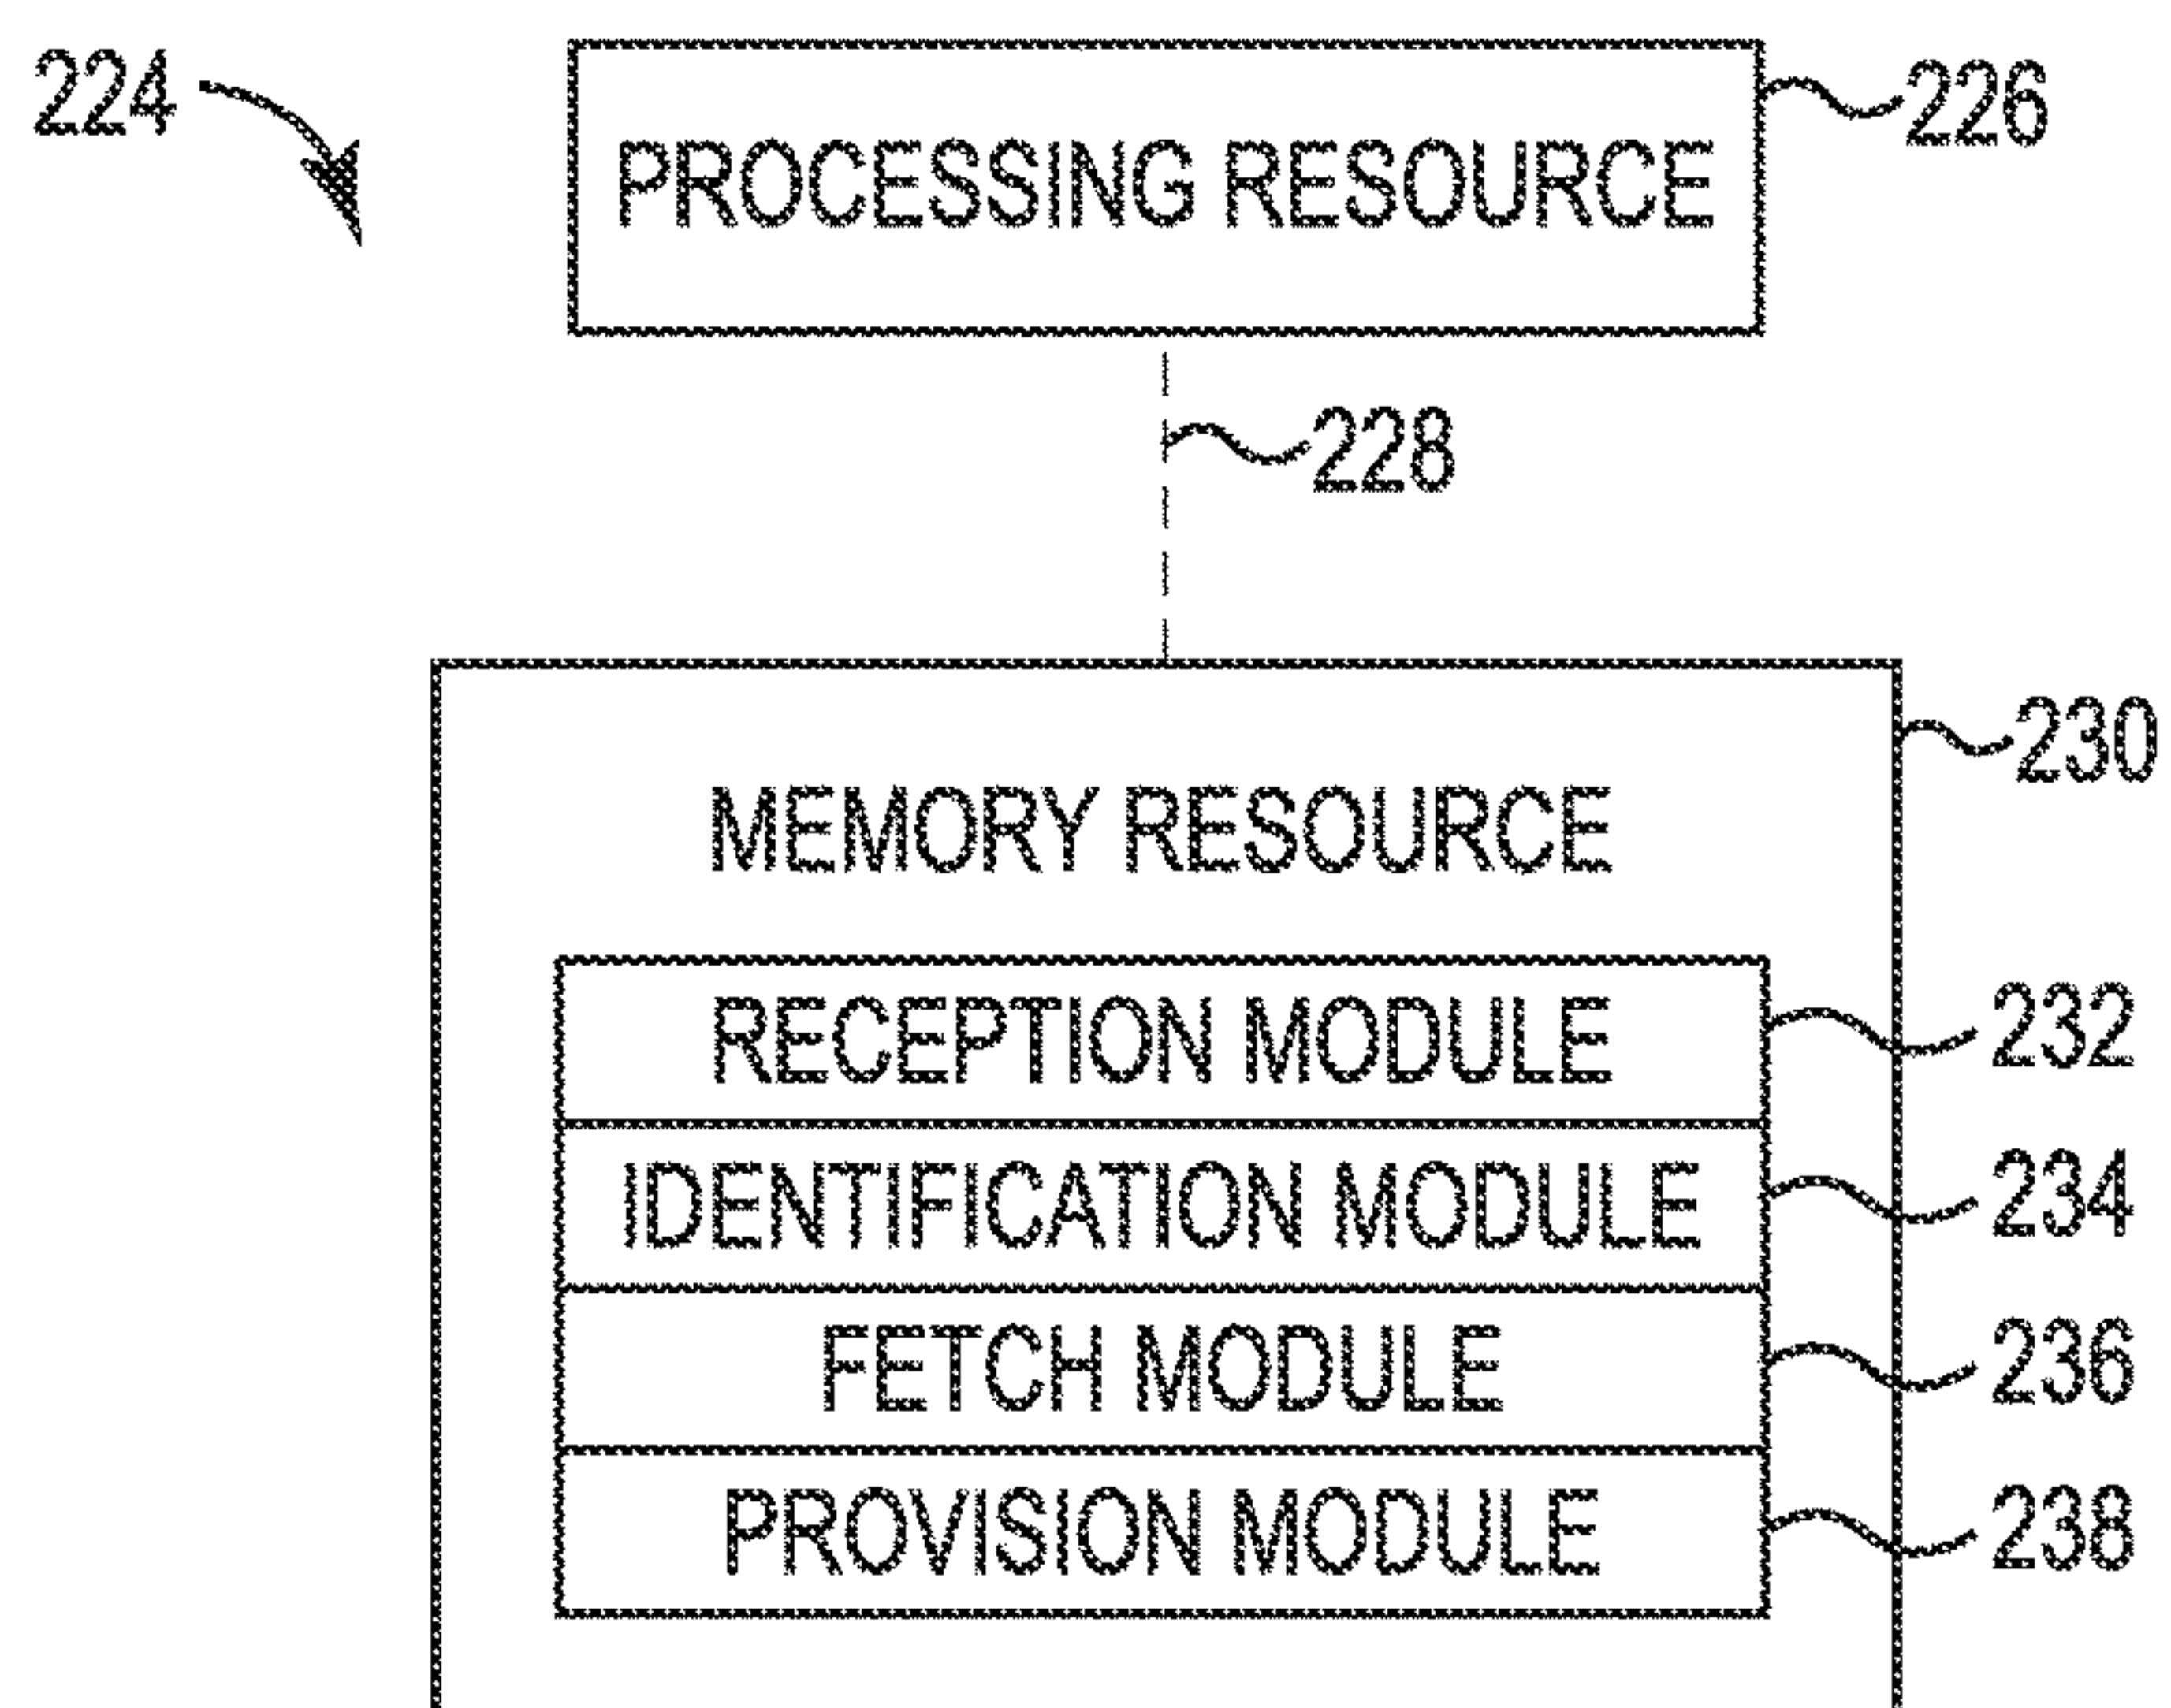 224
PROCESSING RESOURCE
226
228
230
MEMORY RESOURCE
RECEPTION MODULE
232
IDENTIFICATION MODULE
234
FETCH MODULE
236
PROVISION MODULE
238